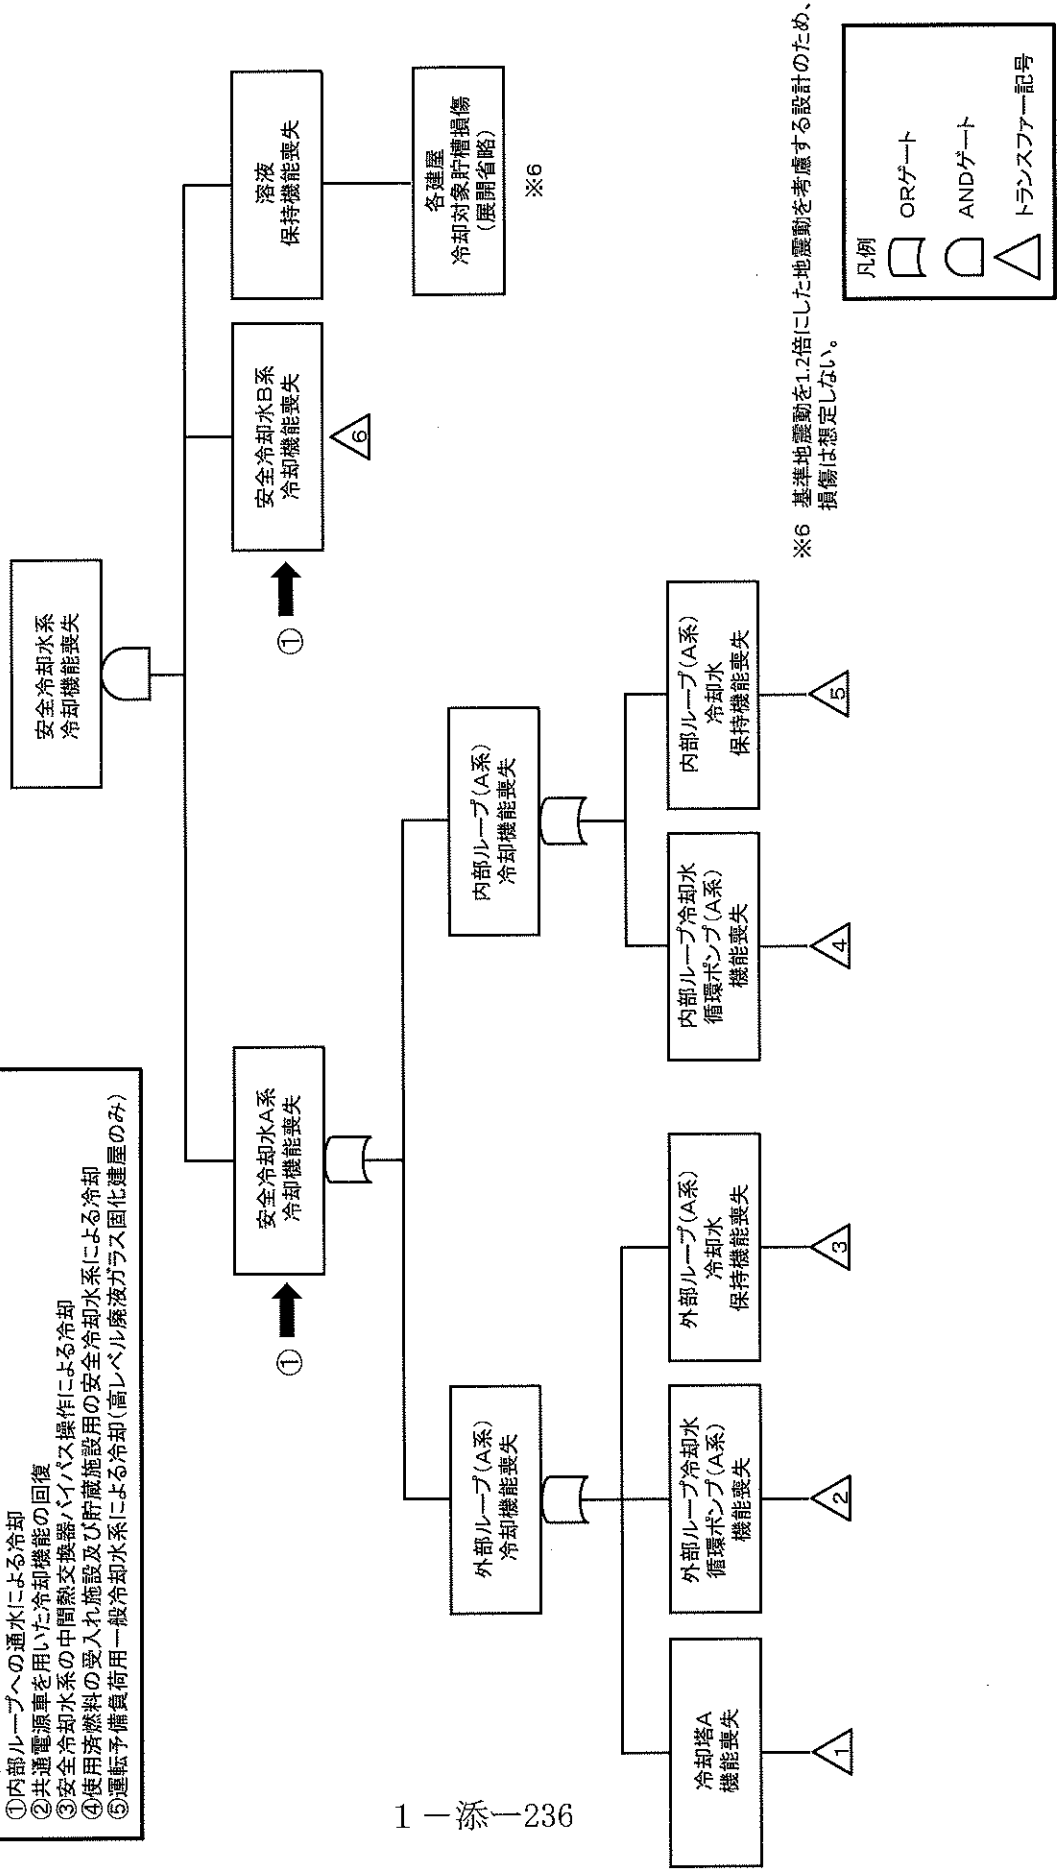 ①内部ループへの通水による冷却
②共通電源車を用いた冷却機能の回復
③安全冷却水系の中間熱交換器バイパス操作による冷却
④使用済燃料の受入れ施設及び貯蔵施設用の安全冷却水系による冷却
⑤運転予備負荷用一般冷却水系による冷却(高レベル廃液ガラス固化建屋のみ)
安全冷却水系
冷却機能喪失
①
安全冷却水A系
冷却機能喪失
①
安全冷却水B系
冷却機能喪失
6
溶液
保持機能喪失
各建屋
冷却対象貯槽損傷
(展開省略)
※6
外部ループ(A系)
冷却機能喪失
内部ループ(A系)
冷却機能喪失
冷却塔A
機能喪失
1
外部ループ冷却水
循環ポンプ(A系)
機能喪失
2
外部ループ(A系)
冷却水
保持機能喪失
3
内部ループ冷却水
循環ポンプ(A系)
機能喪失
4
内部ループ(A系)
冷却水
保持機能喪失
5
※6 基準地震動を1.2倍にした地震動を考慮する設計のため、
損傷は想定しない。
凡例
ORゲート
ANDゲート
トランスファー記号
1-添-236